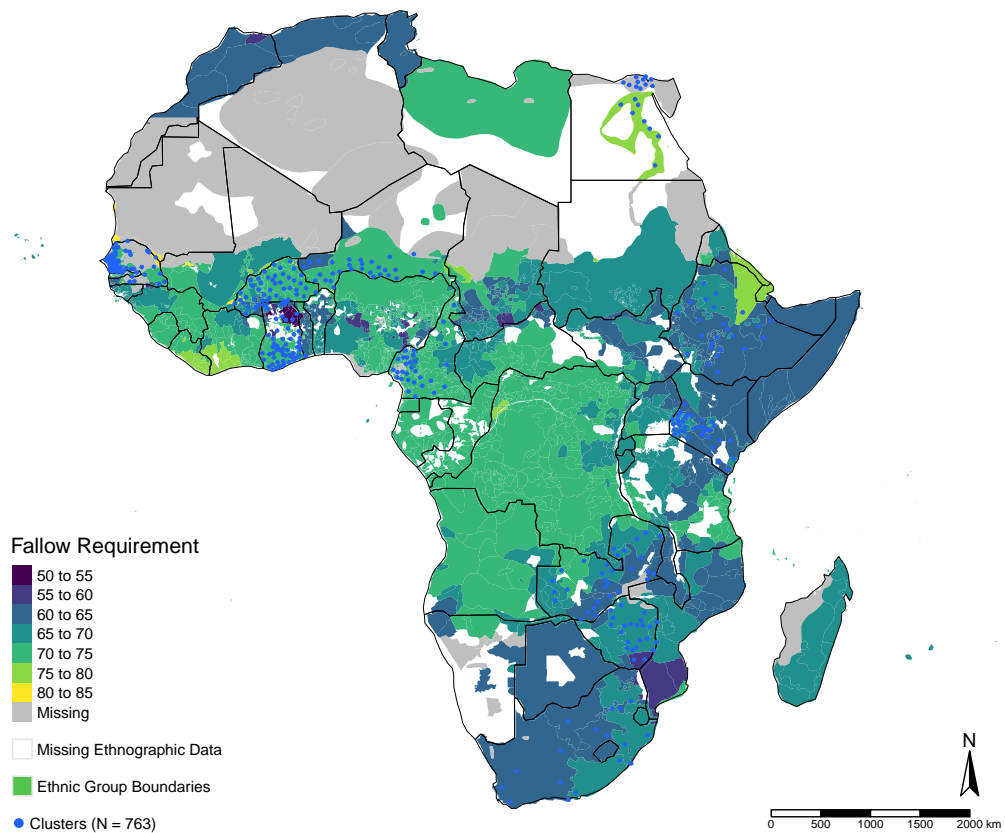 Fallow Requirement
50 to 55
55 to 60
60 to 65
65 to 70
70 to 75
75 to 80
80 to 85
Missing
Missing Ethnographic Data
Ethnic Group Boundaries
Clusters (N = 763)
N
0 500 1000 1500 2000 km